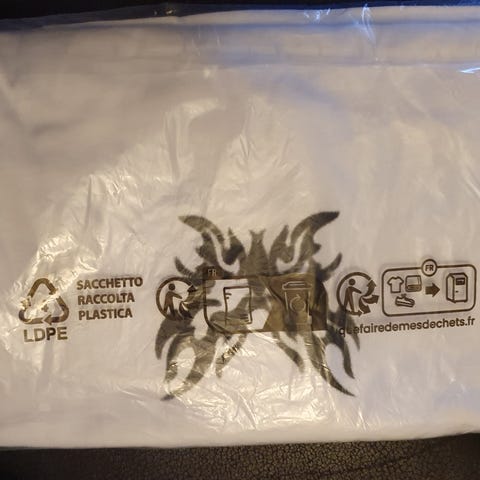 SACCHETTO
RACCOLTA
PLASTICA
LDPE
FR
FR
quefairedemesdechets.fr